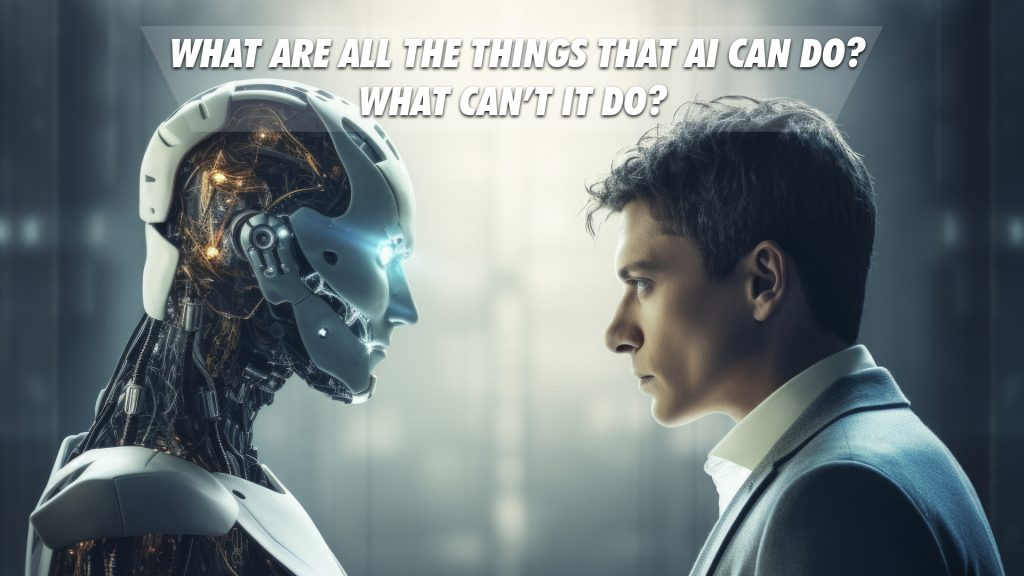 WHAT ARE ALL THE THINGS THAT AI CAN DO?
WHAT CAN'T IT DO?